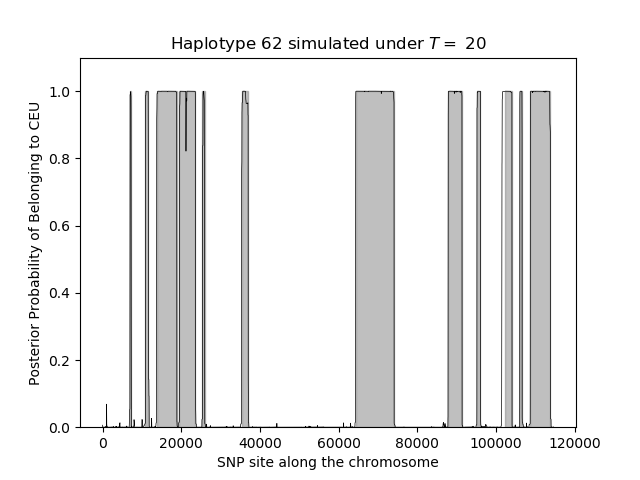 Haplotype 62 simulated under T = 20
Posterior Probability of Belonging to CEU
1.0
0.8
0.6
0.4
0.2
0.0
0 20000 40000 60000 80000 100000 120000
SNP site along the chromosome